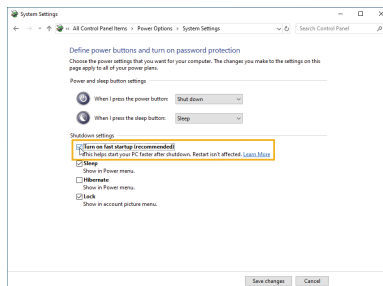 System Settings
« All Control Panel Items > Power Options > System Settings
Search Control Panel
Define power buttons and turn on password protection
Choose the power settings that you want for your computer. The changes you make to the settings on this
page apply to all of your power plans.
Power and sleep button settings
When I press the power button: Shut down
When I press the sleep button: Sleep
Shutdown settings
Turn on fast startup (recommended)
This helps start your PC faster after shutdown. Restart isn't affected. Learn More
Sleep
Show in Power menu.
Hibernate
Show in Power menu.
Lock
Show in account picture menu.
Save changes Cancel